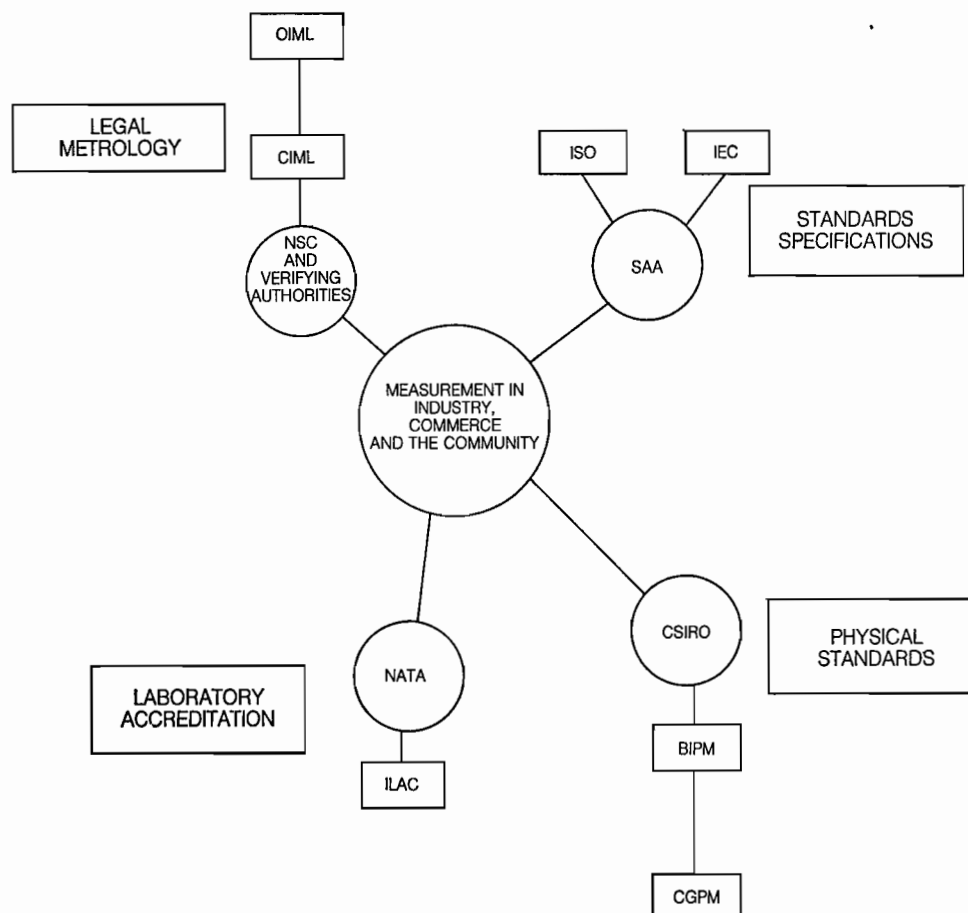 OIML
LEGAL
METROLOGY
CIML
ISO
IEC
NSC
AND
VERIFYING
AUTHORITIES
SAA
STANDARDS
SPECIFICATIONS
MEASUREMENT IN
INDUSTRY,
COMMERCE
AND THE COMMUNITY
CSIRO
PHYSICAL
STANDARDS
NATA
LABORATORY
ACCREDITATION
BIPM
ILAC
CGPM